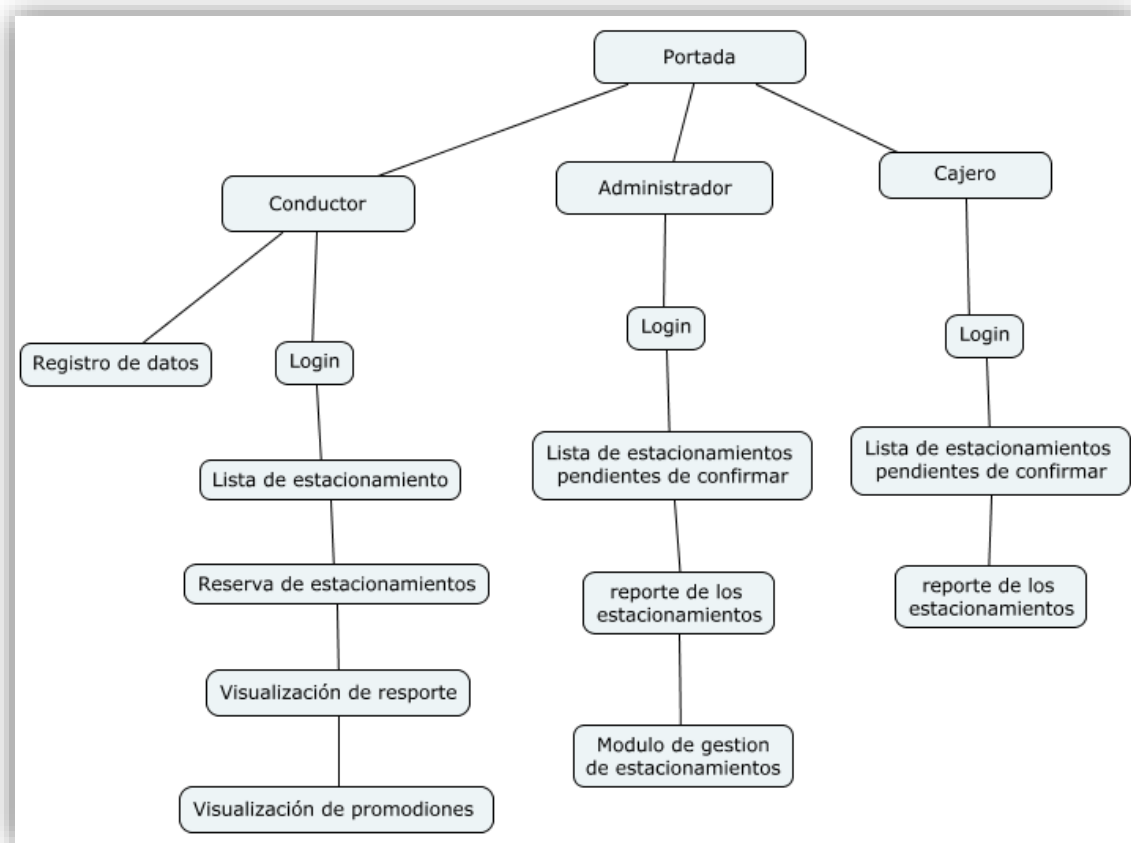 Portada
Conductor
Administrador
Cajero
Registro de datos
Login
Login
Login
Lista de estacionamiento
Lista de estacionamientos
pendientes de confirmar
Lista de estacionamientos
pendientes de confirmar
Reserva de estacionamientos
reporte de los
estacionamientos
reporte de los
estacionamientos
Visualización de resporte
Modulo de gestion
de estacionamientos
Visualización de promodiones